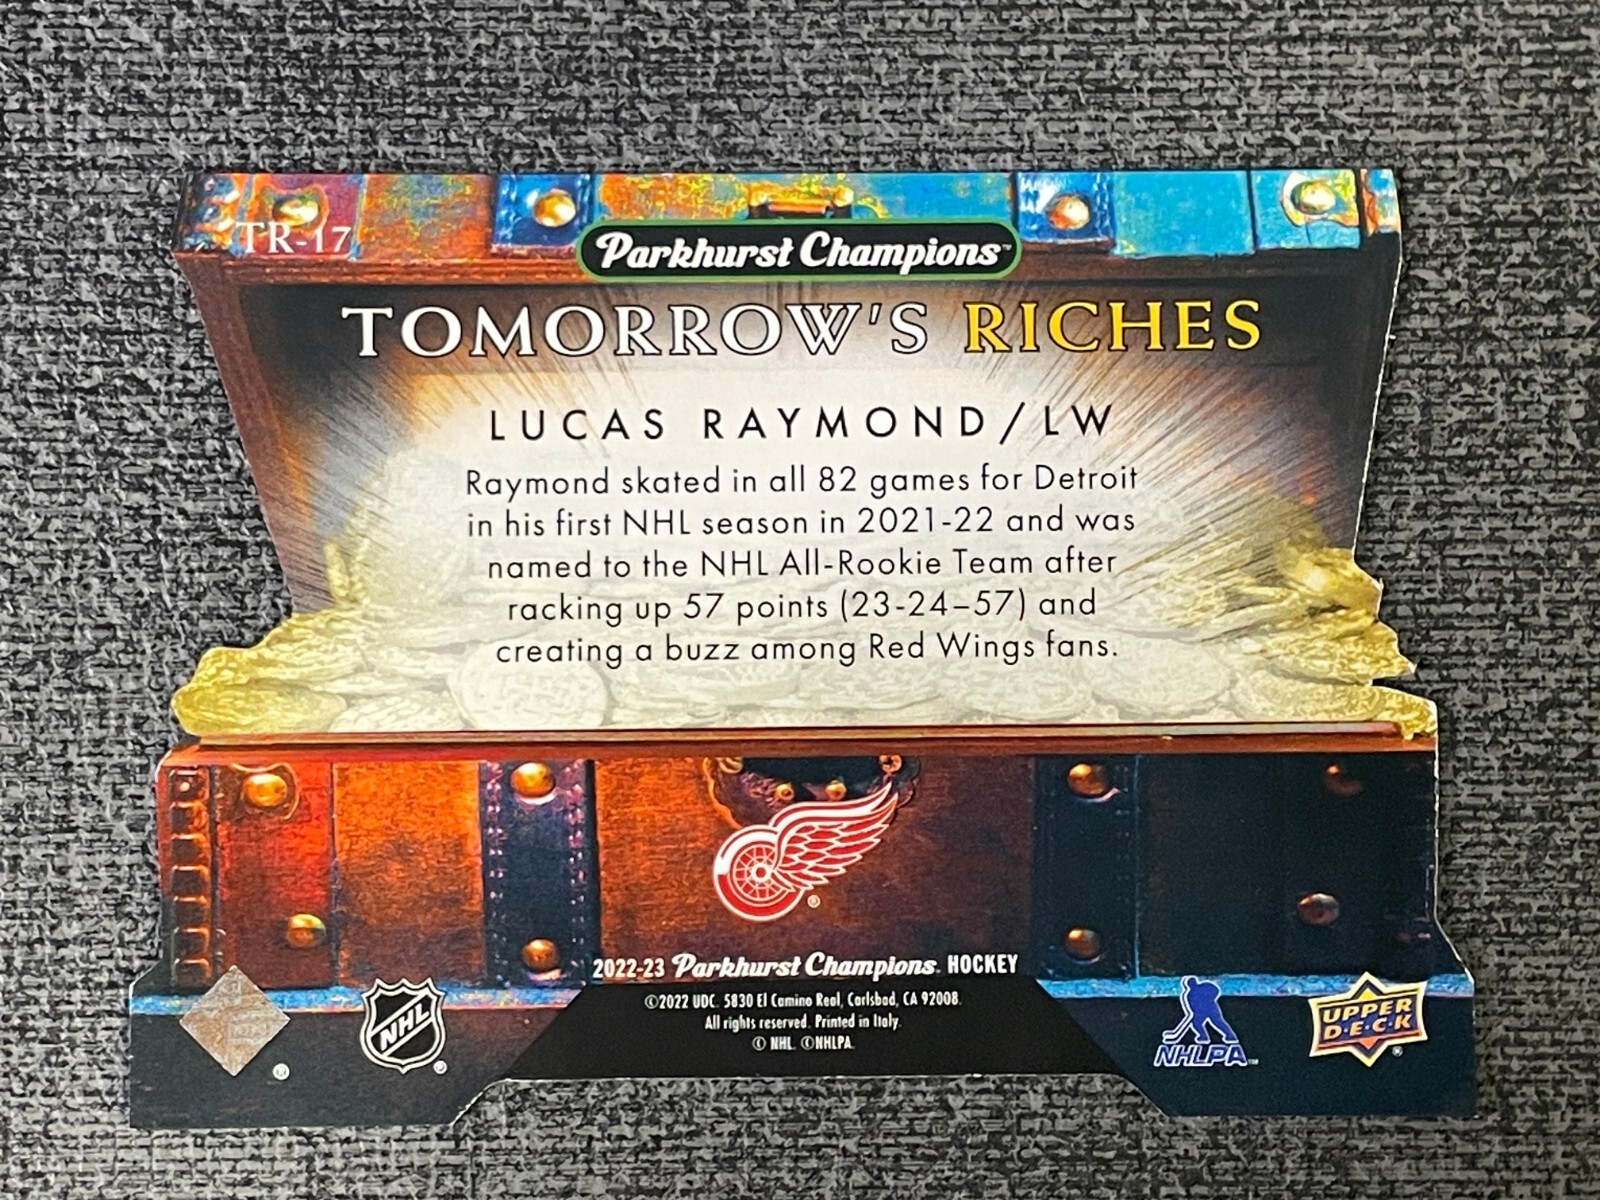 TR-17
Parkhurst Champions™
TOMORROW'S RICHES
LUCAS RAYMOND/LW
Raymond skated in all 82 games for Detroit
in his first NHL season in 2021-22 and was
named to the NHL All-Rookie Team after
racking up 57 points (23-24–57) and
creating a buzz among Red Wings fans.
®
2022-23 Parkhurst Champions. HOCKEY
©2022 UDC. 5830 El Camino Real, Carlsbad, CA 92008.
All rights reserved. Printed in Italy.
© NHL. ©NHLPA.
®
NHL ®
NHLPA™
UPPER
D·E·C·K ®